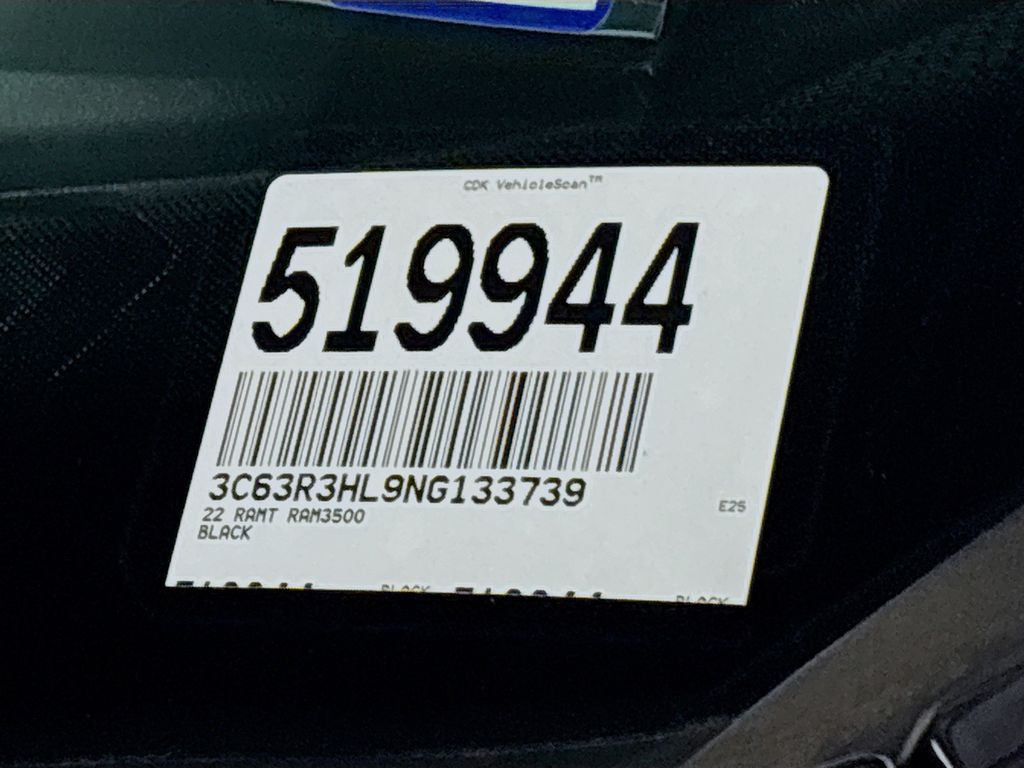 CDK VehicleScan™
519944
3C63R3HL9NG133739
E25
22 RAMT RAM3500
BLACK